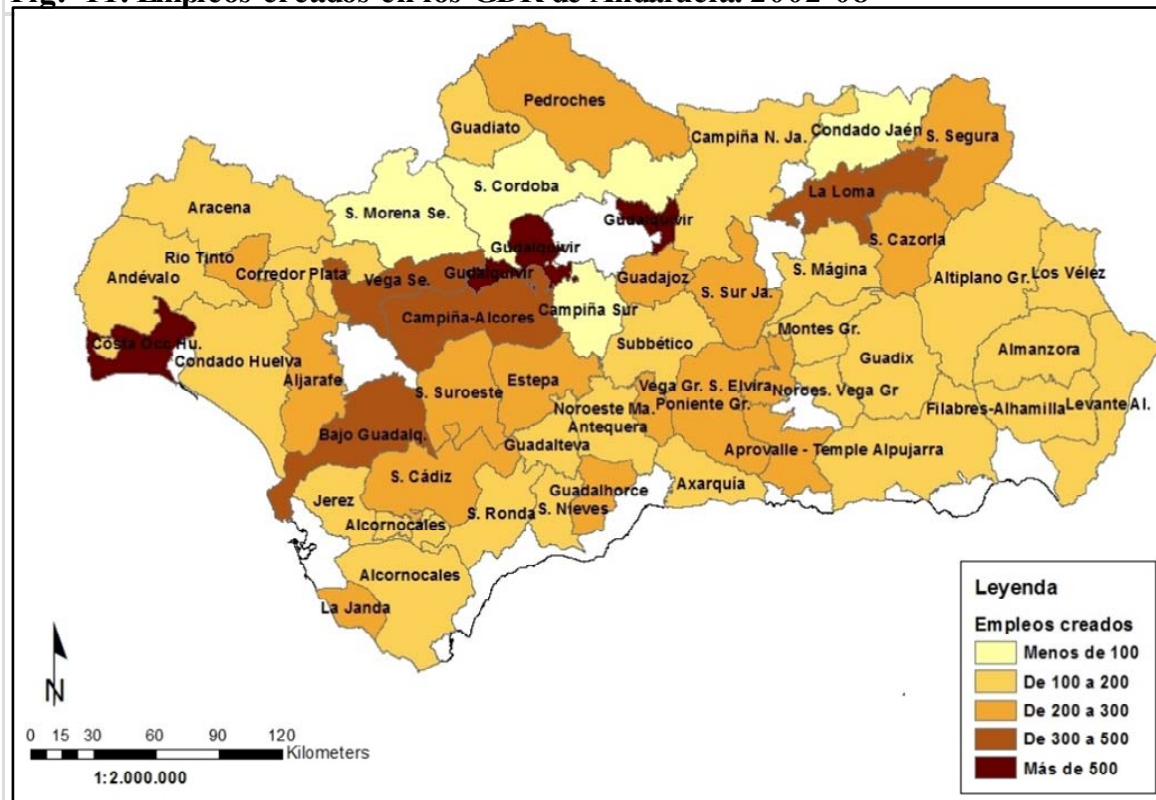 Fig. 11. Empleos creados en los GDR de Andalucía. 2002-08
Pedroches
Guadiato
Campiña N. Ja.
Condado Jaén
S. Segura
La Loma
S. Cordoba
Aracena
S. Morena Se.
Gudalquivir
Gudalquivir
S. Cazorla
Rio Tinto
Andévalo
Corredor Plata
Vega Se.
Gudalquivir
Guadajoz
S. Mágina
Altiplano Gr.
Los Vélez
S. Sur Ja.
Campiña-Alcores
Campiña Sur
Costa Occ Hu.
Condado Huelva
Subbético
Montes Gr.
Guadix
Almanzora
Aljarafe
S. Suroeste
Estepa
Vega Gr. S. Elvira
Noroes. Vega Gr
Noroeste Ma.
Antequera
Poniente Gr.
Filabres-Alhamilla
Levante Al.
Bajo Guadalq.
Guadalteva
Aprovalle - Temple Alpujarra
S. Cádiz
Jerez
Guadalhorce
Axarquía
S. Ronda
S. Nieves
Alcornocales
Alcornocales
La Janda
Leyenda
Empleos creados
Menos de 100
De 100 a 200
De 200 a 300
De 300 a 500
Más de 500
N
0 15 30 60 90 120
Kilometers
1:2.000.000